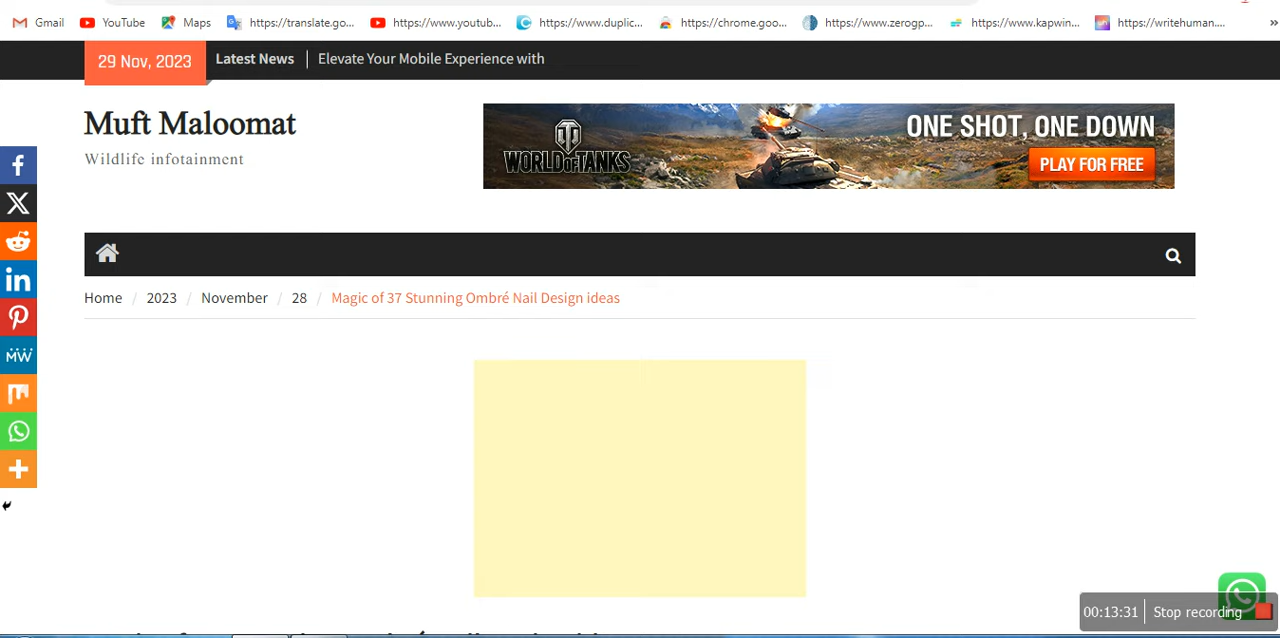 Gmail YouTube Maps https://translate.go... https://www.youtub... https://www.duplic... https://chrome.goo... https://www.zerogp... https://www.kapwin... https://writehuman.... »
29 Nov, 2023 Latest News Elevate Your Mobile Experience with
Muft Maloomat
Wildlife infotainment
WORLD OF TANKS
ONE SHOT, ONE DOWN
PLAY FOR FREE
Home / 2023 / November / 28 / Magic of 37 Stunning Ombré Nail Design ideas
MW
00:13:31 Stop recording